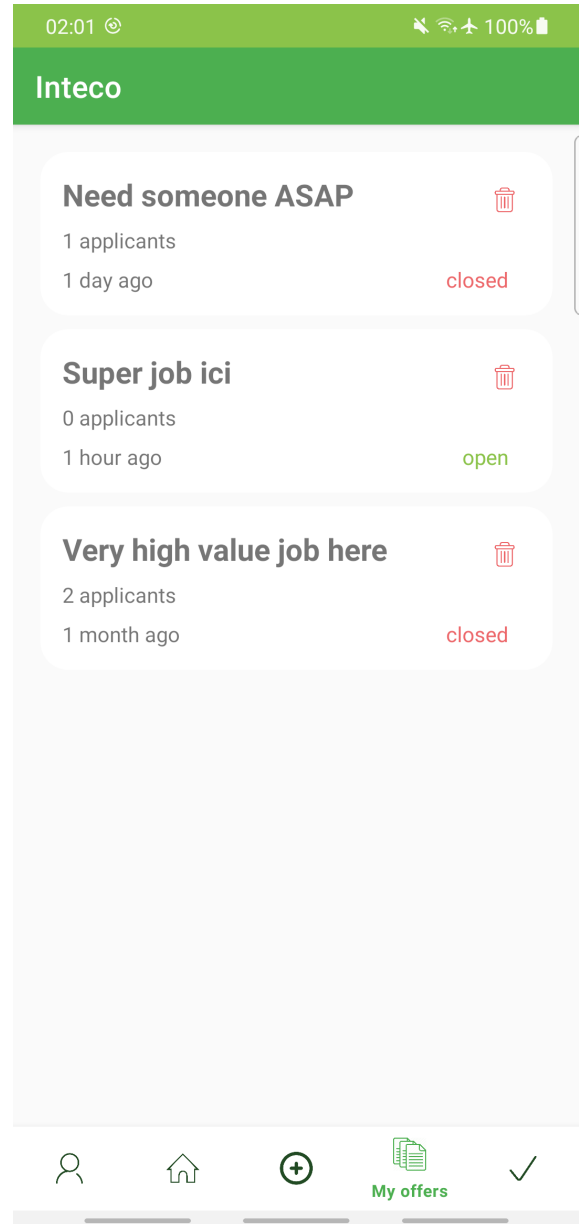 02:01 100%
Inteco
Need someone ASAP
1 applicants
1 day ago closed
Super job ici
0 applicants
1 hour ago open
Very high value job here
2 applicants
1 month ago closed
My offers